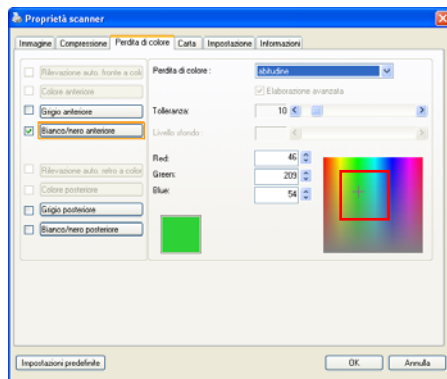 Proprietà scanner
Immagine Compressione Perdita di colore Carta Impostazione Informazioni
Rilevazione auto. fronte a colo
Colore anteriore
Grigio anteriore
Bianco/nero anteriore
Rilevazione auto. retro a color
Colore posteriore
Grigio posteriore
Bianco/nero posteriore
Perdita di colore : abitudine
Elaborazione avanzata
Tolleranza: 10
Livello sfondo :
Red: 46
Green: 209
Blue: 54
Impostazioni predefinite OK Annulla